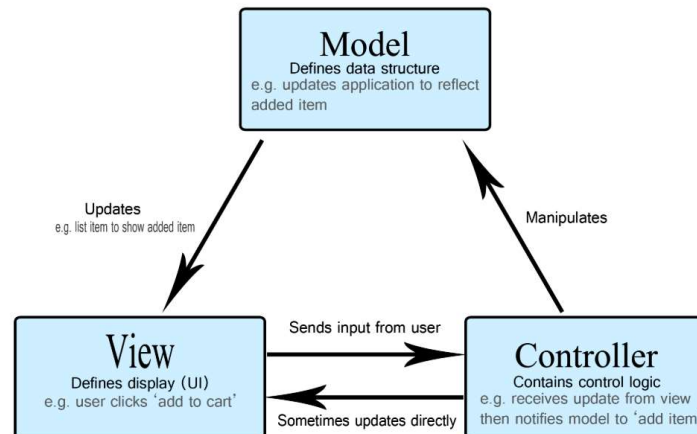 Model
Defines data structure
e.g. updates application to reflect
added item
Updates
e.g. list item to show added item
Manipulates
Sends input from user
View
Defines display (UI)
e.g. user clicks ‘add to cart’
Sometimes updates directly
Controller
Contains control logic
e.g. receives update from view
then notifies model to ‘add item